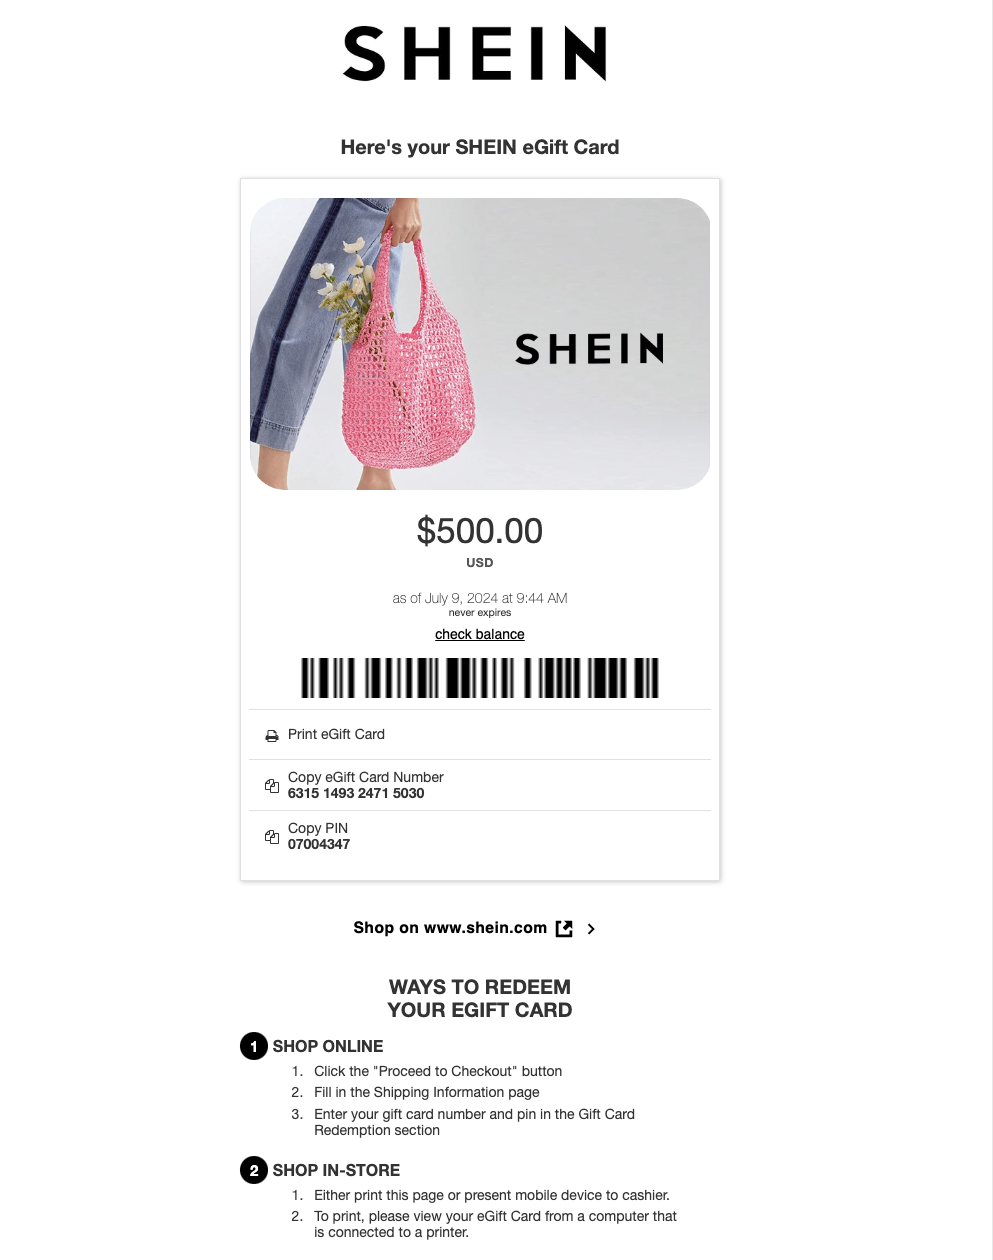 SHEIN
Here's your SHEIN eGift Card
SHEIN
$500.00
USD
as of July 9, 2024 at 9:44 AM
never expires
check balance
Print eGift Card
Copy eGift Card Number
6315 1493 2471 5030
Copy PIN
07004347
Shop on www.shein.com
WAYS TO REDEEM
YOUR EGIFT CARD
1 SHOP ONLINE
1. Click the "Proceed to Checkout" button
2. Fill in the Shipping Information page
3. Enter your gift card number and pin in the Gift Card
Redemption section
2 SHOP IN-STORE
1. Either print this page or present mobile device to cashier.
2. To print, please view your eGift Card from a computer that
is connected to a printer.